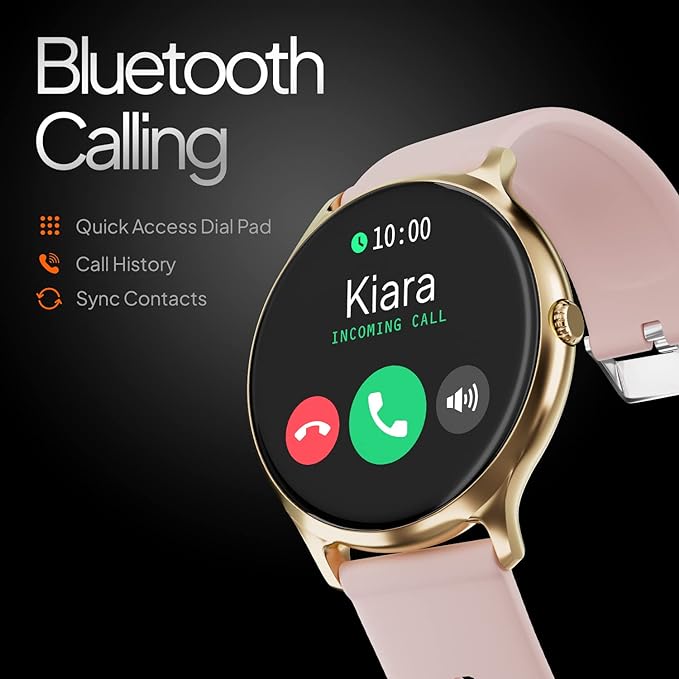 Bluetooth
Calling
Quick Access Dial Pad
Call History
Sync Contacts
10:00
Kiara
INCOMING CALL